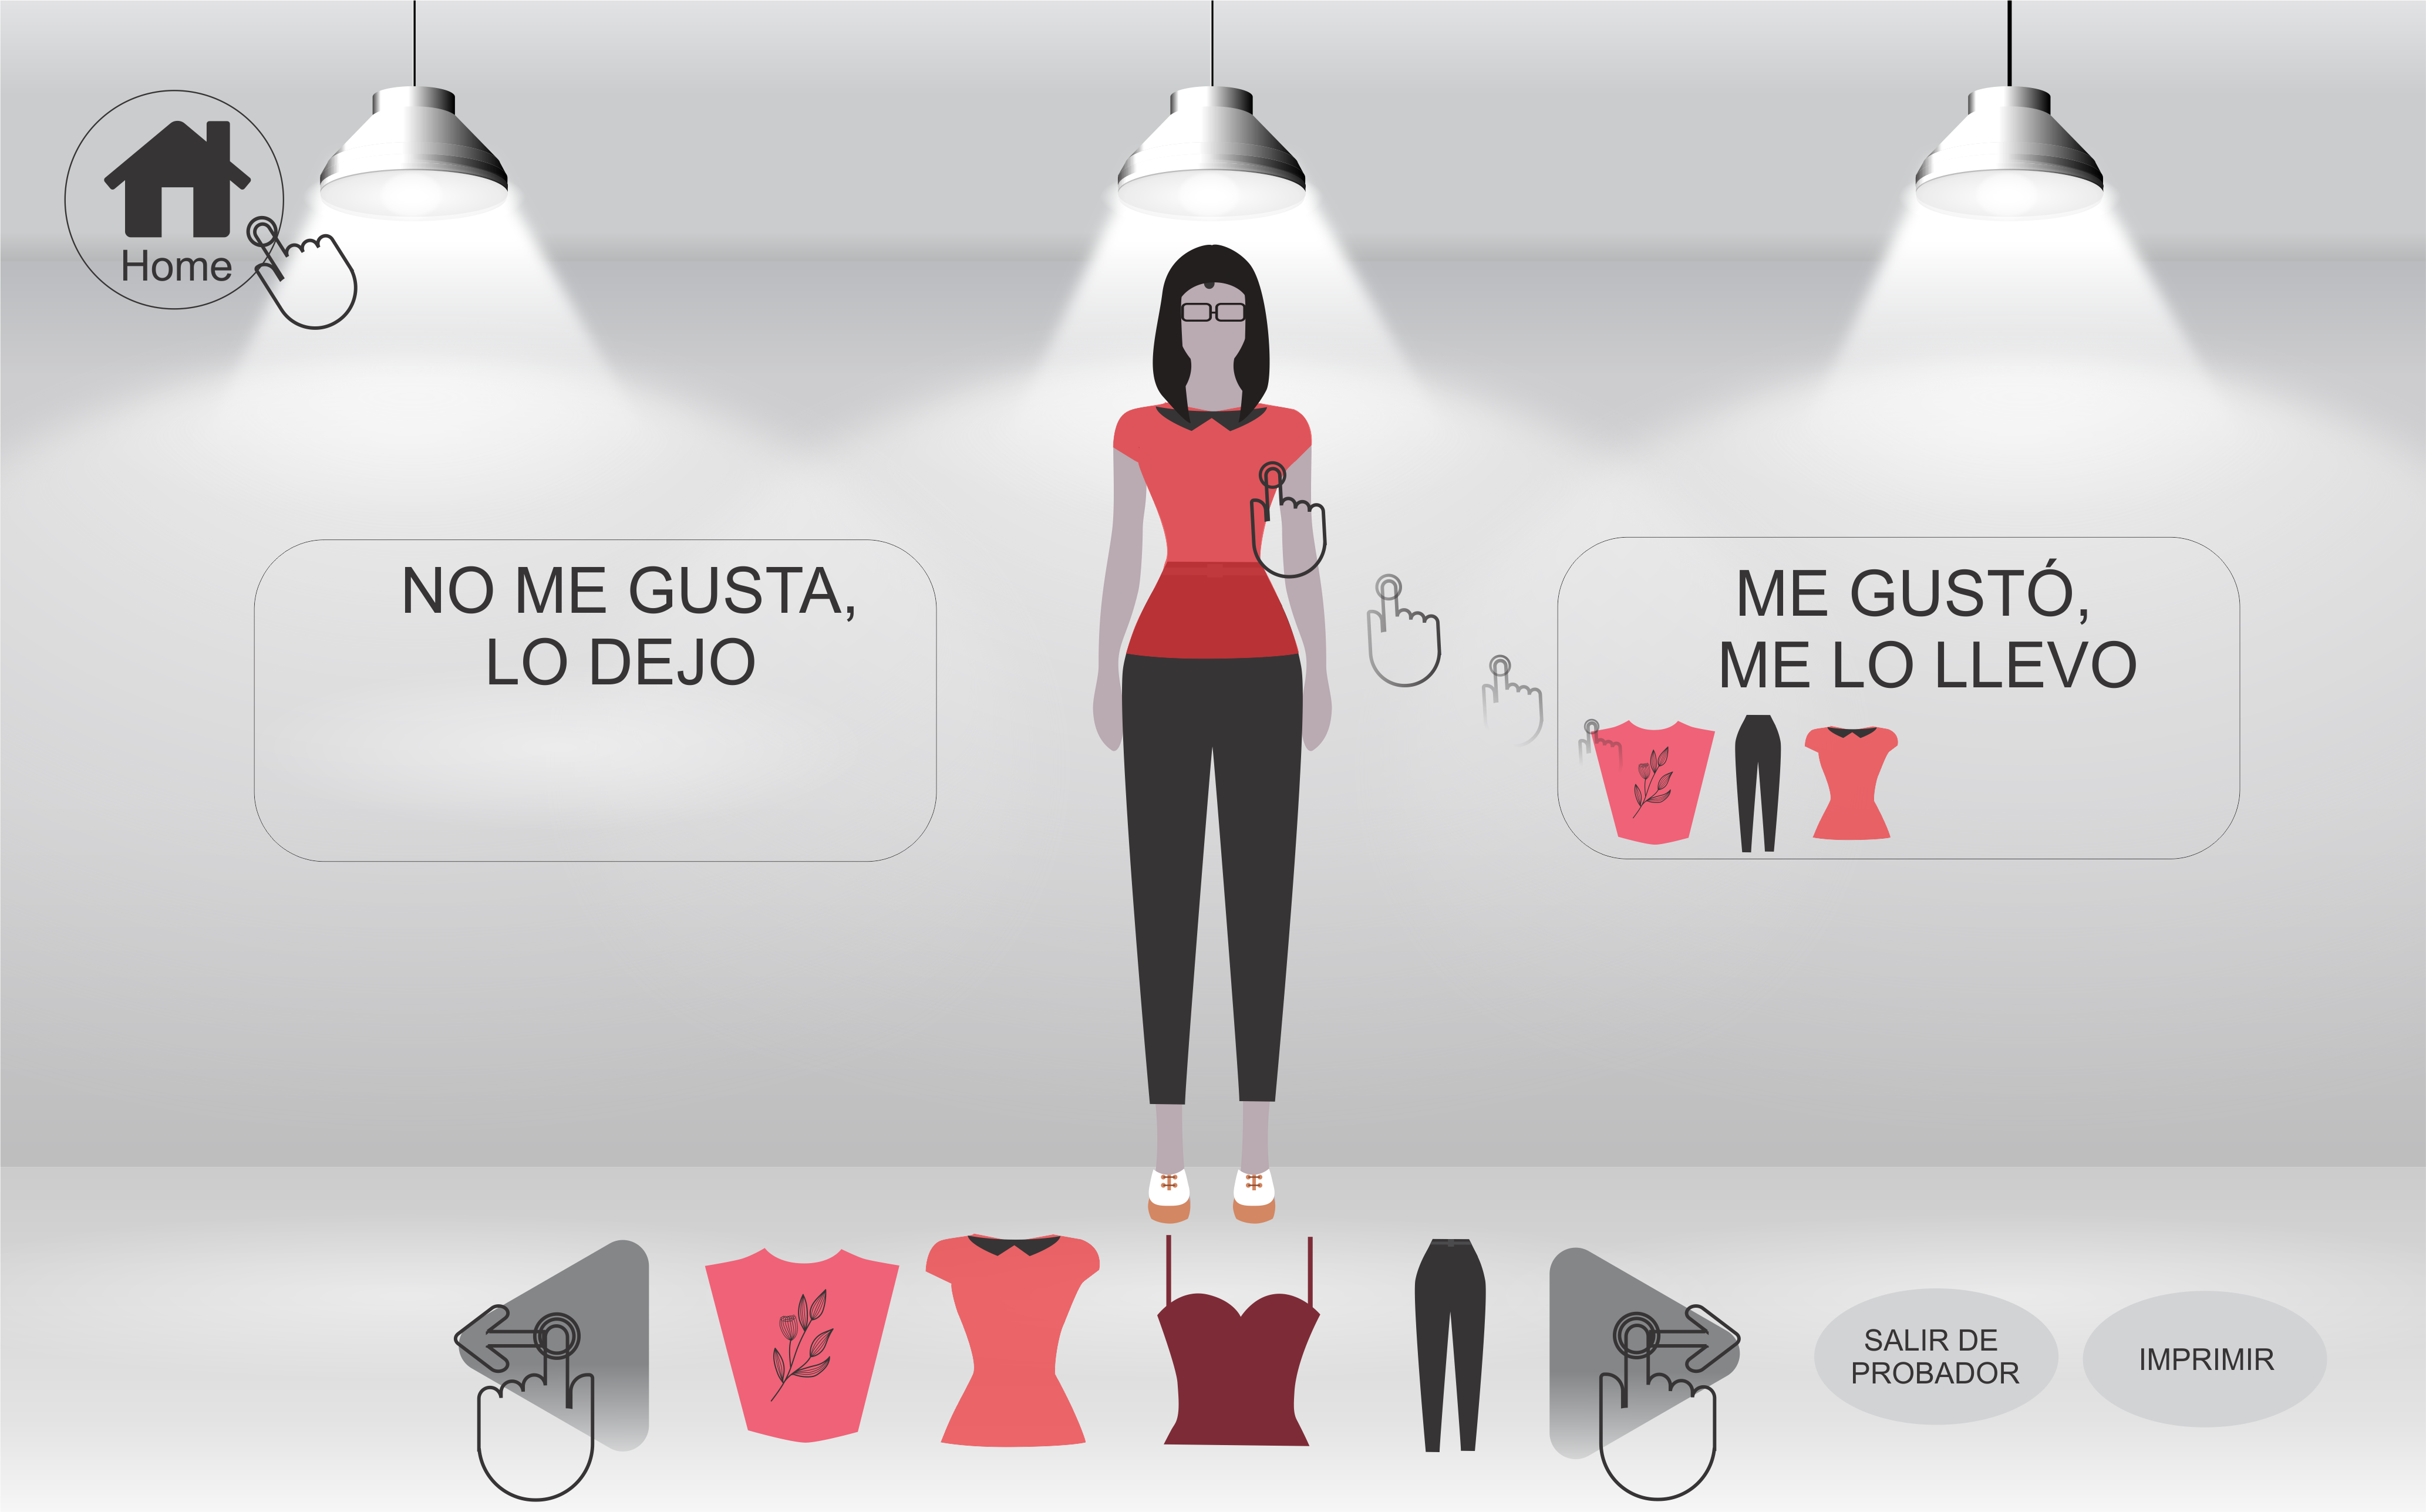 Home
NO ME GUSTA,
LO DEJO
ME GUSTÓ,
ME LO LLEVO
SALIR DE
PROBADOR
IMPRIMIR